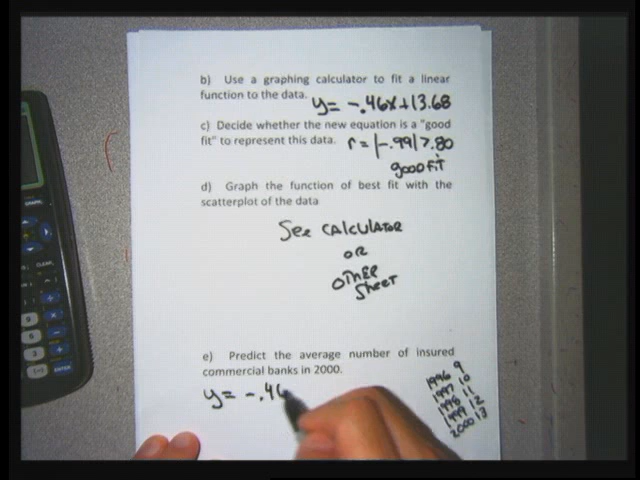 b) Use a graphing calculator to fit a linear
function to the data. y= -.46x+13.68
c) Decide whether the new equation is a "good
fit" to represent this data. r= |-.99| > .80
good fit
d) Graph the function of best fit with the
scatterplot of the data
See CALCULATOR
OR
OTHER
Sheet
e) Predict the average number of insured
commercial banks in 2000.
y= -.46
1996 9
1997 10
1998 11
1999 12
2000 13
GRAPH
CLEAR
ENTER